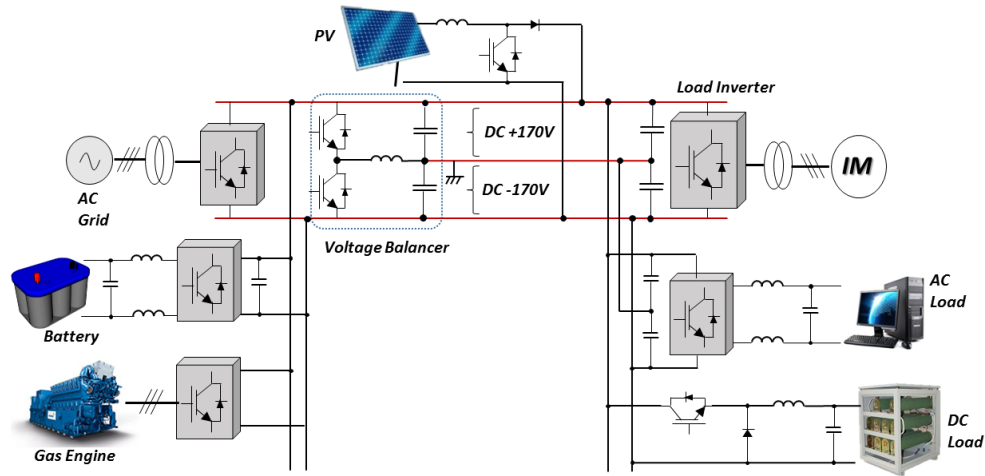 PV
Load Inverter
DC +170V
IM
DC -170V
AC
Grid
Voltage Balancer
Battery
AC
Load
Gas Engine
DC
Load